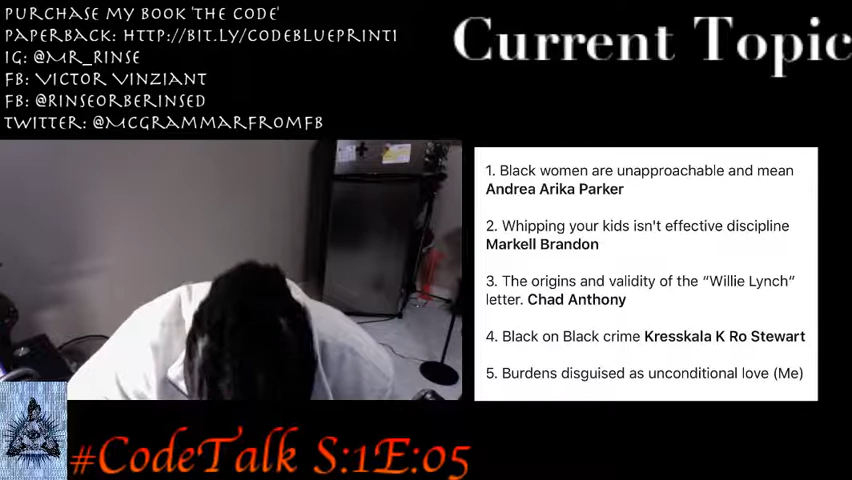 PURCHASE MY BOOK 'THE CODE'
PAPERBACK: HTTP://BIT.LY/CODEBLUEPRINT1
IG: @MR_RINSE
FB: VICTOR VINZIANT
FB: @RINSEORBERINSED
TWITTER: @MCGRAMMARFROMFB
Current Topic
1. Black women are unapproachable and mean
Andrea Arika Parker
2. Whipping your kids isn't effective discipline
Markell Brandon
3. The origins and validity of the “Willie Lynch”
letter. Chad Anthony
4. Black on Black crime Kresskala K Ro Stewart
5. Burdens disguised as unconditional love (Me)
#CodeTalk S:1E:05